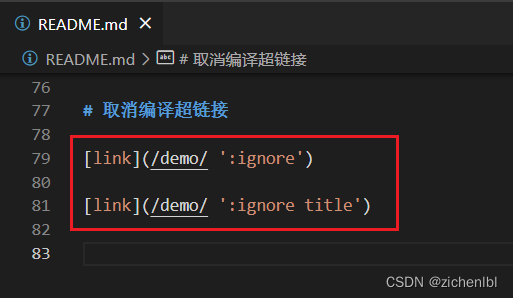 README.md ×
README.md > abc # 取消编译超链接
76
77 # 取消编译超链接
78
79 [link](/demo/ ':ignore')
80
81 [link](/demo/ ':ignore title')
82
83
CSDN @zichenlbl